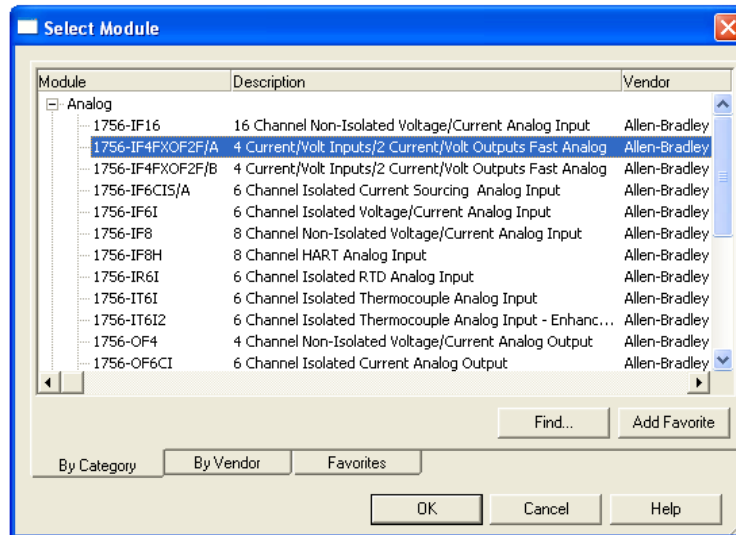 Select Module
Module Description Vendor
Analog
1756-IF16 16 Channel Non-Isolated Voltage/Current Analog Input Allen-Bradley
1756-IF4FXOF2F/A 4 Current/Volt Inputs/2 Current/Volt Outputs Fast Analog Allen-Bradley
1756-IF4FXOF2F/B 4 Current/Volt Inputs/2 Current/Volt Outputs Fast Analog Allen-Bradley
1756-IF6CIS/A 6 Channel Isolated Current Sourcing  Analog Input Allen-Bradley
1756-IF6I 6 Channel Isolated Voltage/Current Analog Input Allen-Bradley
1756-IF8 8 Channel Non-Isolated Voltage/Current Analog Input Allen-Bradley
1756-IF8H 8 Channel HART Analog Input Allen-Bradley
1756-IR6I 6 Channel Isolated RTD Analog Input Allen-Bradley
1756-IT6I 6 Channel Isolated Thermocouple Analog Input Allen-Bradley
1756-IT6I2 6 Channel Isolated Thermocouple Analog Input - Enhanc... Allen-Bradley
1756-OF4 4 Channel Non-Isolated Voltage/Current Analog Output Allen-Bradley
1756-OF6CI 6 Channel Isolated Current Analog Output Allen-Bradley
Find... Add Favorite
By Category By Vendor Favorites
OK Cancel Help